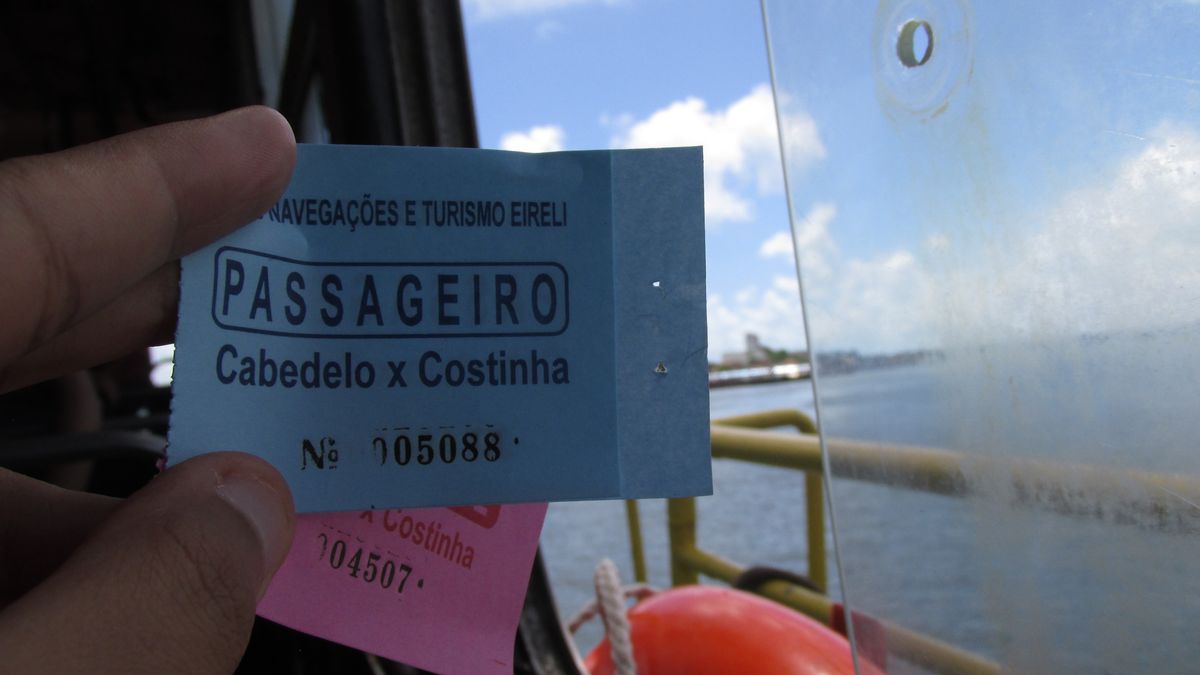 NAVEGAÇÕES E TURISMO EIRELI
PASSAGEIRO
Cabedelo x Costinha
Nº 005088
x Costinha
004507